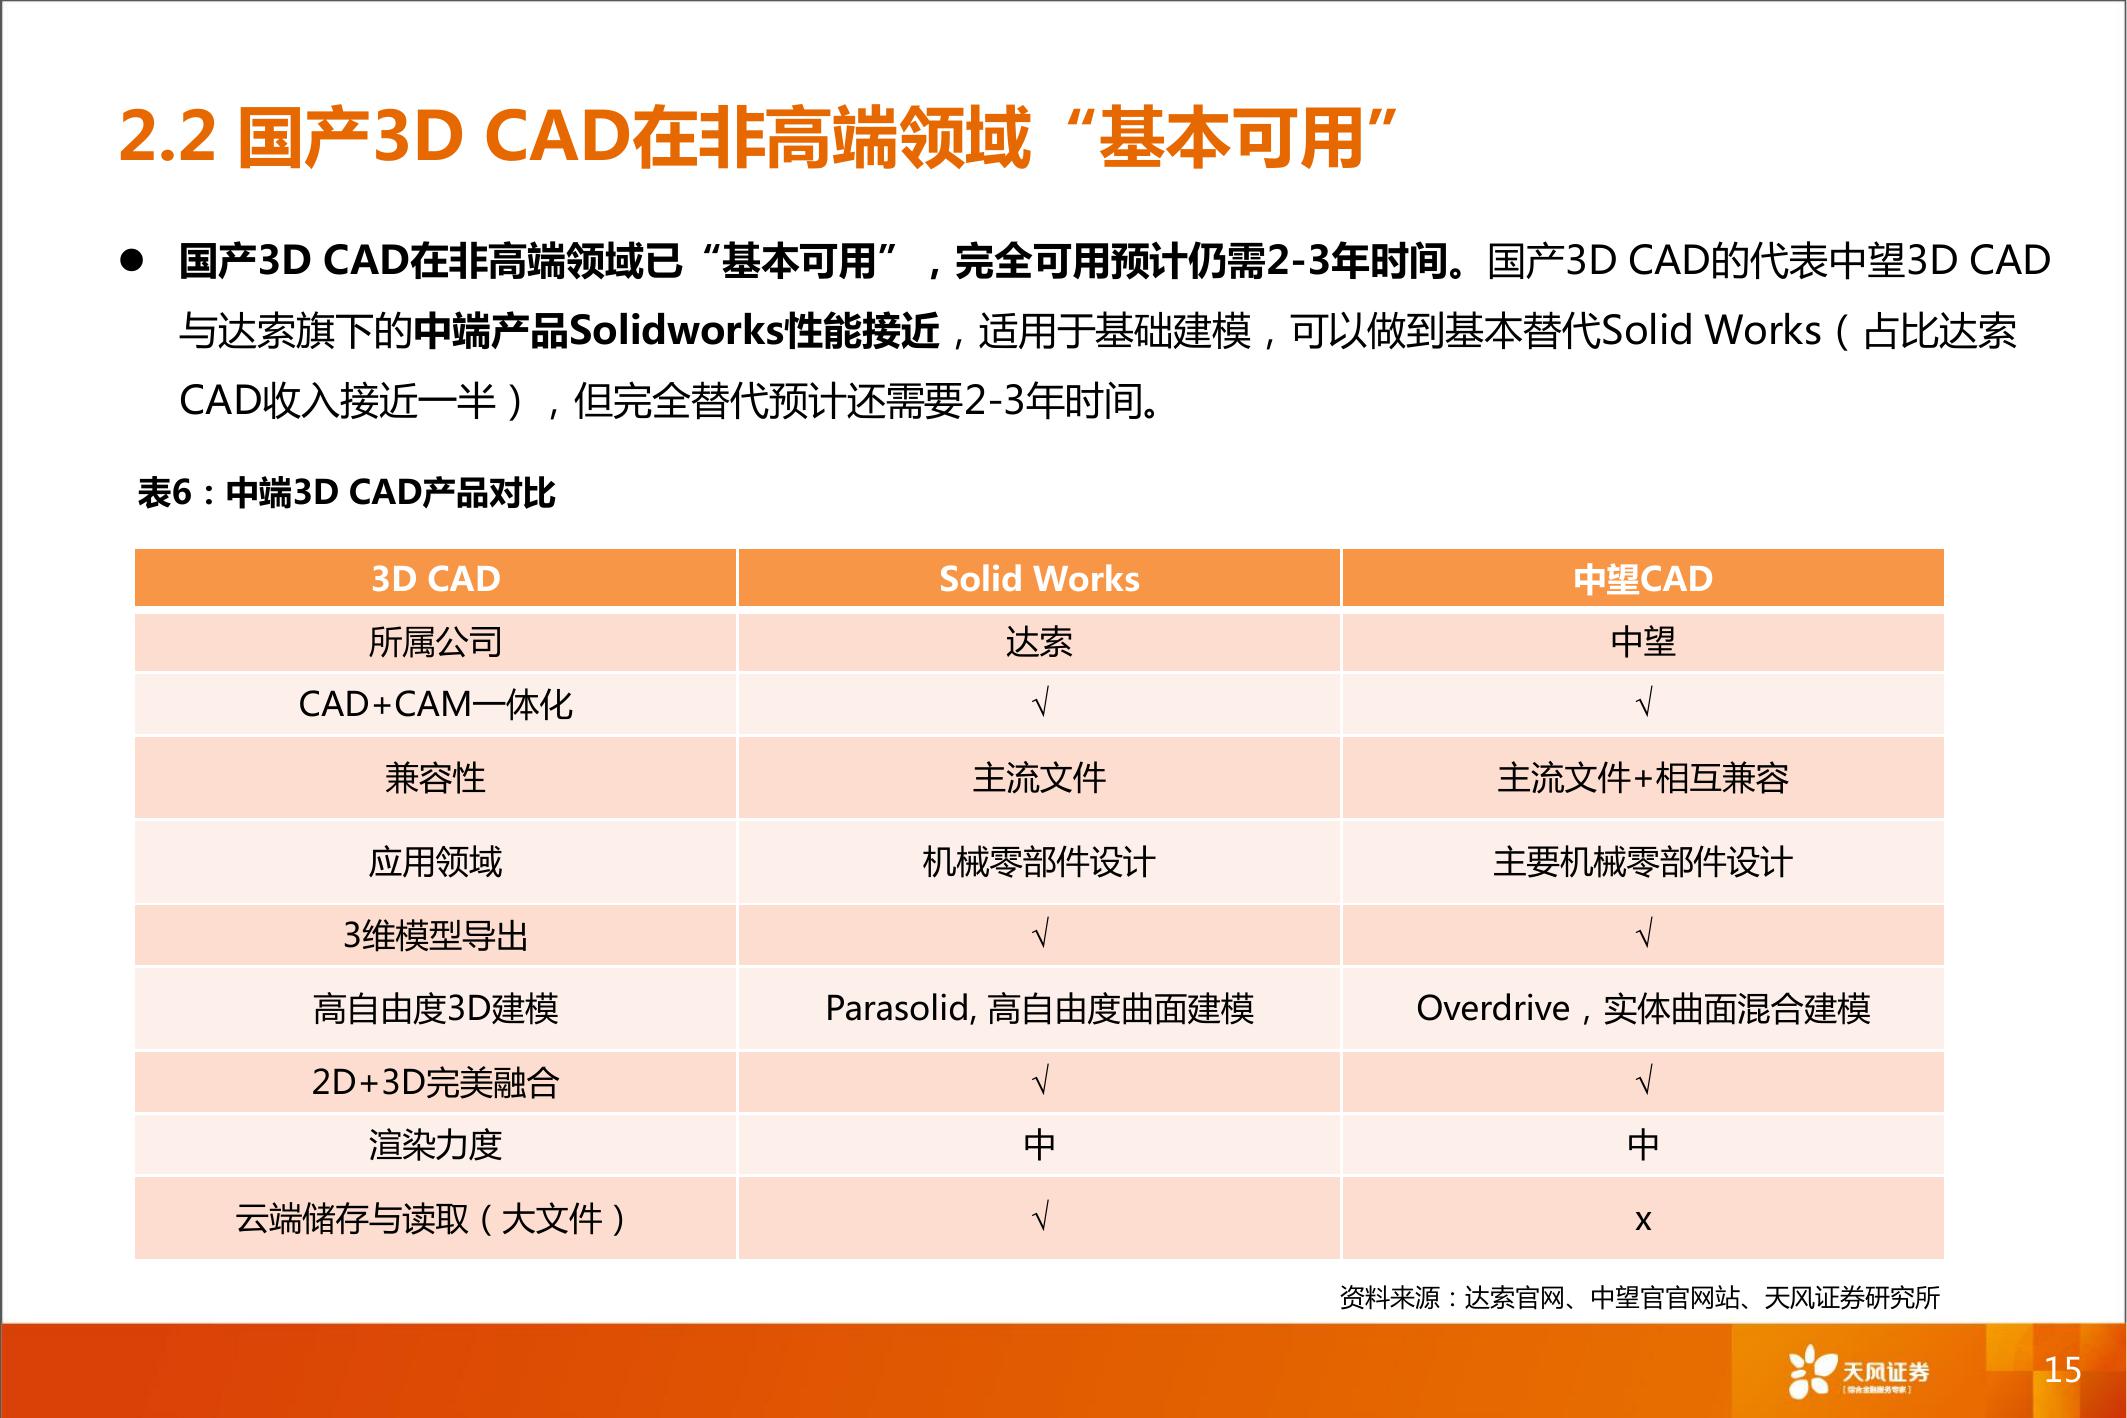 2.2 国产3D CAD在非高端领域“基本可用”
● 国产3D CAD在非高端领域已“基本可用”，完全可用预计仍需2-3年时间。国产3D CAD的代表中望3D CAD
与达索旗下的中端产品Solidworks性能接近，适用于基础建模，可以做到基本替代Solid Works（占比达索
CAD收入接近一半），但完全替代预计还需要2-3年时间。
表6：中端3D CAD产品对比
3D CAD Solid Works 中望CAD
所属公司 达索 中望
CAD+CAM一体化 √ √
兼容性 主流文件 主流文件+相互兼容
应用领域 机械零部件设计 主要机械零部件设计
3维模型导出 √ √
高自由度3D建模 Parasolid, 高自由度曲面建模 Overdrive，实体曲面混合建模
2D+3D完美融合 √ √
渲染力度 中 中
云端储存与读取（大文件） √ x
资料来源：达索官网、中望官官网站、天风证券研究所
天风证券
[综合金融服务专家]
15